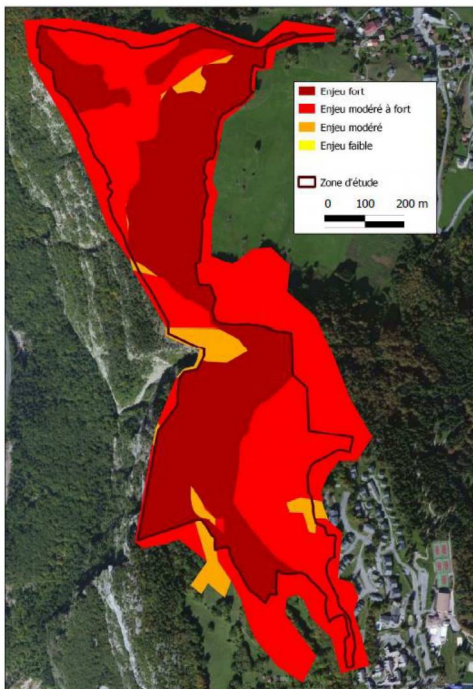 Enjeu fort
Enjeu modéré à fort
Enjeu modéré
Enjeu faible
Zone d'étude
0 100 200 m